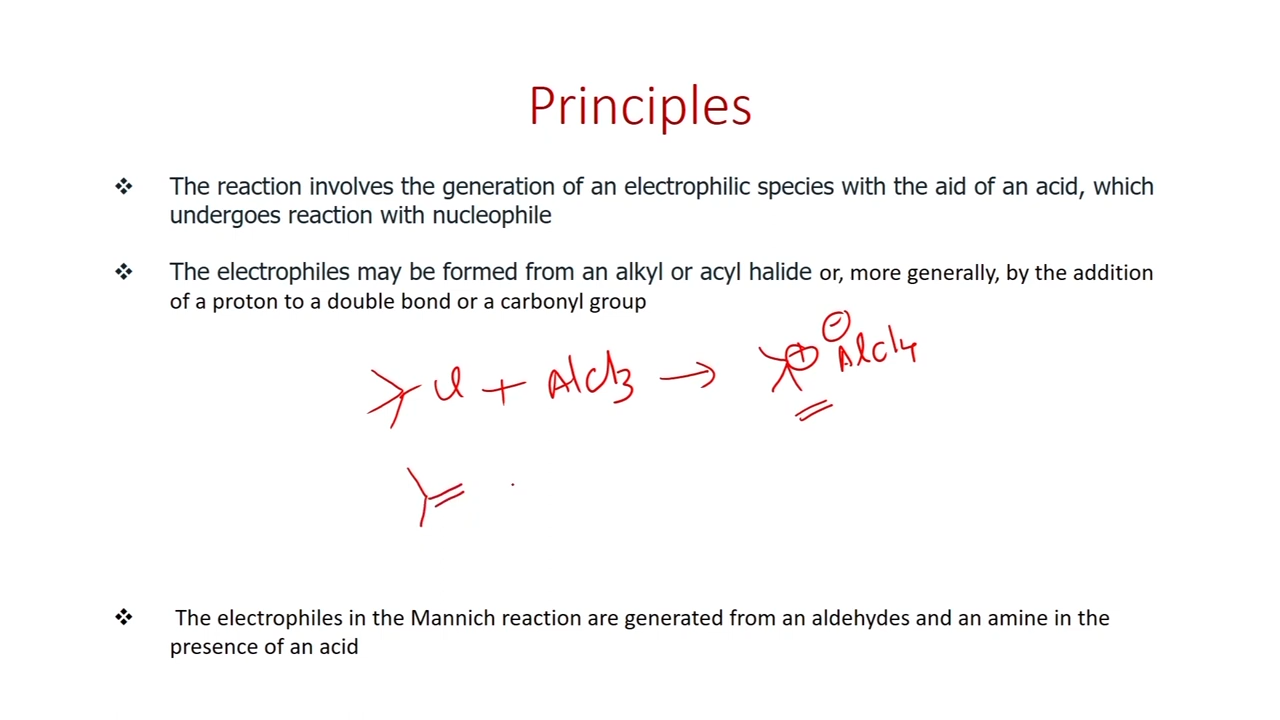 Principles
❖ The reaction involves the generation of an electrophilic species with the aid of an acid, which
undergoes reaction with nucleophile
❖ The electrophiles may be formed from an alkyl or acyl halide or, more generally, by the addition
of a proton to a double bond or a carbonyl group
Cl + AlCl3 → ⊕ ⊖ AlCl4
❖ The electrophiles in the Mannich reaction are generated from an aldehydes and an amine in the
presence of an acid